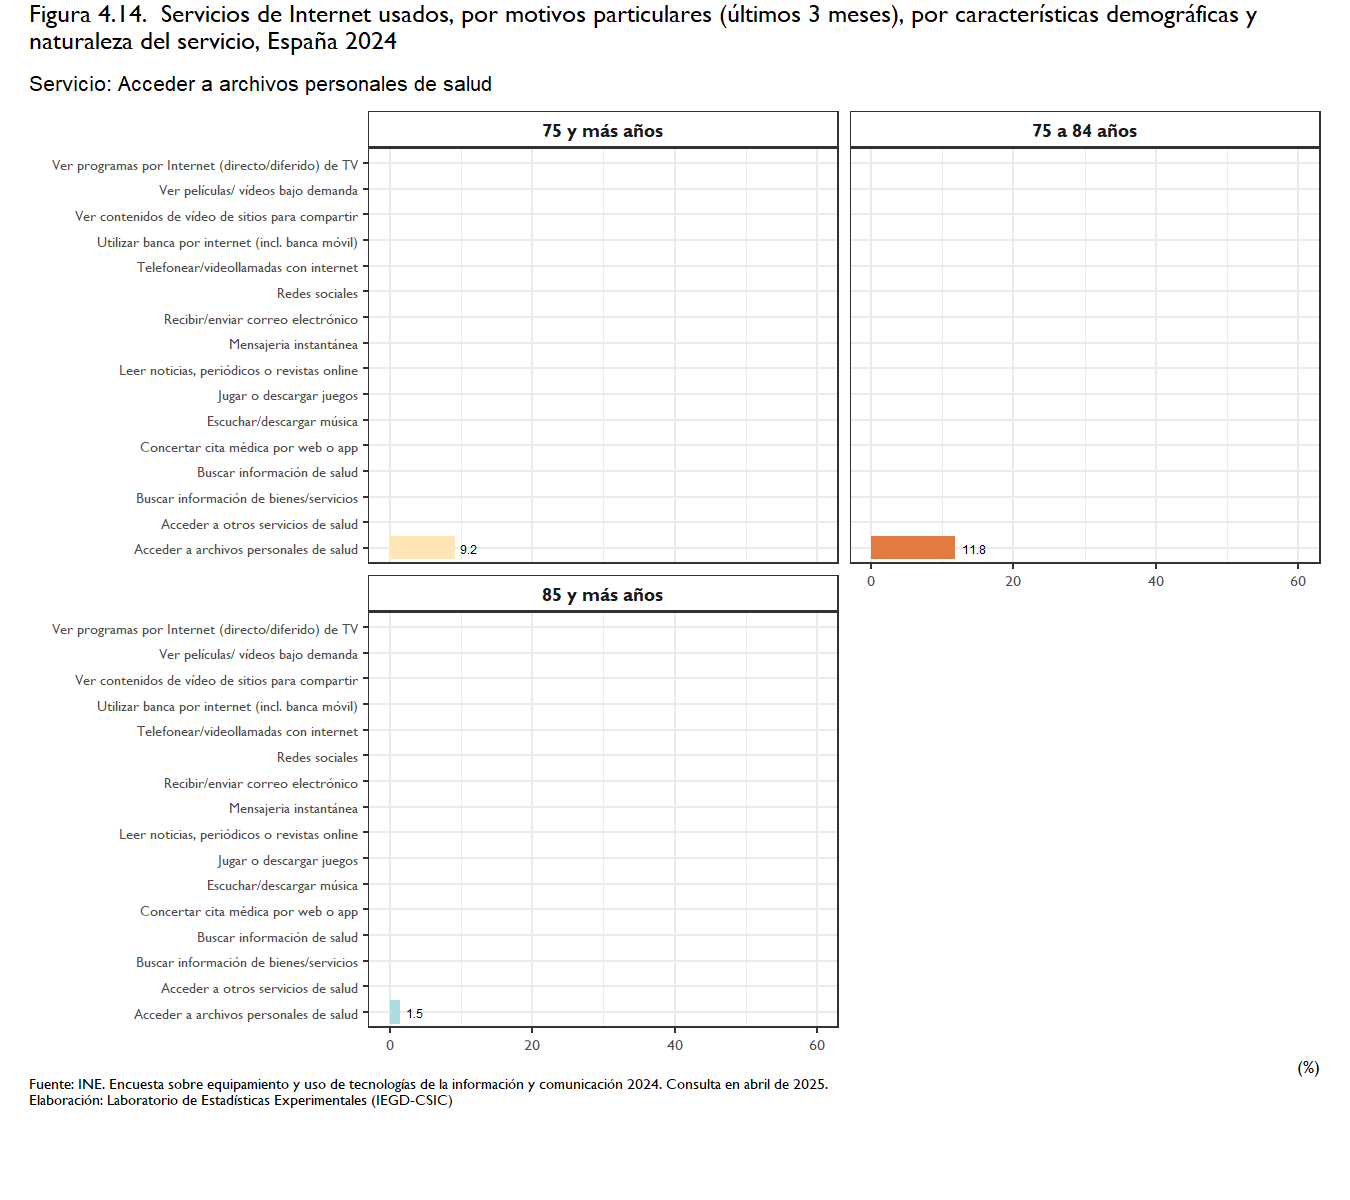 Figura 4.14.  Servicios de Internet usados, por motivos particulares (últimos 3 meses), por características demográficas y
naturaleza del servicio, España 2024
Servicio: Acceder a archivos personales de salud
75 y más años
Ver programas por Internet (directo/diferido) de TV
Ver películas/ vídeos bajo demanda
Ver contenidos de vídeo de sitios para compartir
Utilizar banca por internet (incl. banca móvil)
Telefonear/videollamadas con internet
Redes sociales
Recibir/enviar correo electrónico
Mensajeria instantánea
Leer noticias, periódicos o revistas online
Jugar o descargar juegos
Escuchar/descargar música
Concertar cita médica por web o app
Buscar información de salud
Buscar información de bienes/servicios
Acceder a otros servicios de salud
Acceder a archivos personales de salud
9.2
75 a 84 años
11.8
0 20 40 60
85 y más años
Ver programas por Internet (directo/diferido) de TV
Ver películas/ vídeos bajo demanda
Ver contenidos de vídeo de sitios para compartir
Utilizar banca por internet (incl. banca móvil)
Telefonear/videollamadas con internet
Redes sociales
Recibir/enviar correo electrónico
Mensajeria instantánea
Leer noticias, periódicos o revistas online
Jugar o descargar juegos
Escuchar/descargar música
Concertar cita médica por web o app
Buscar información de salud
Buscar información de bienes/servicios
Acceder a otros servicios de salud
Acceder a archivos personales de salud
1.5
0 20 40 60
(%)
Fuente: INE. Encuesta sobre equipamiento y uso de tecnologías de la información y comunicación 2024. Consulta en abril de 2025.
Elaboración: Laboratorio de Estadísticas Experimentales (IEGD-CSIC)